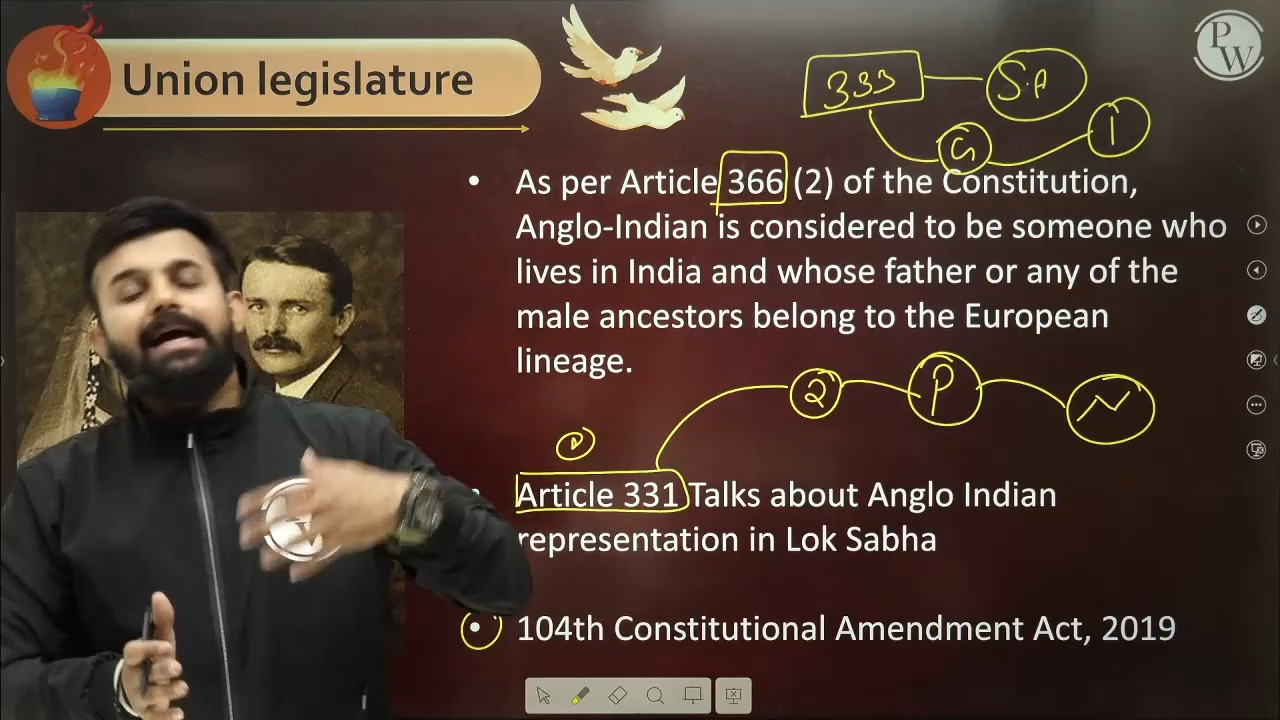 Union legislature
PW
333
S.A
G
1
• As per Article 366 (2) of the Constitution,
Anglo-Indian is considered to be someone who
lives in India and whose father or any of the
male ancestors belong to the European
lineage.
2
P
N
Article 331 Talks about Anglo Indian
representation in Lok Sabha
• 104th Constitutional Amendment Act, 2019